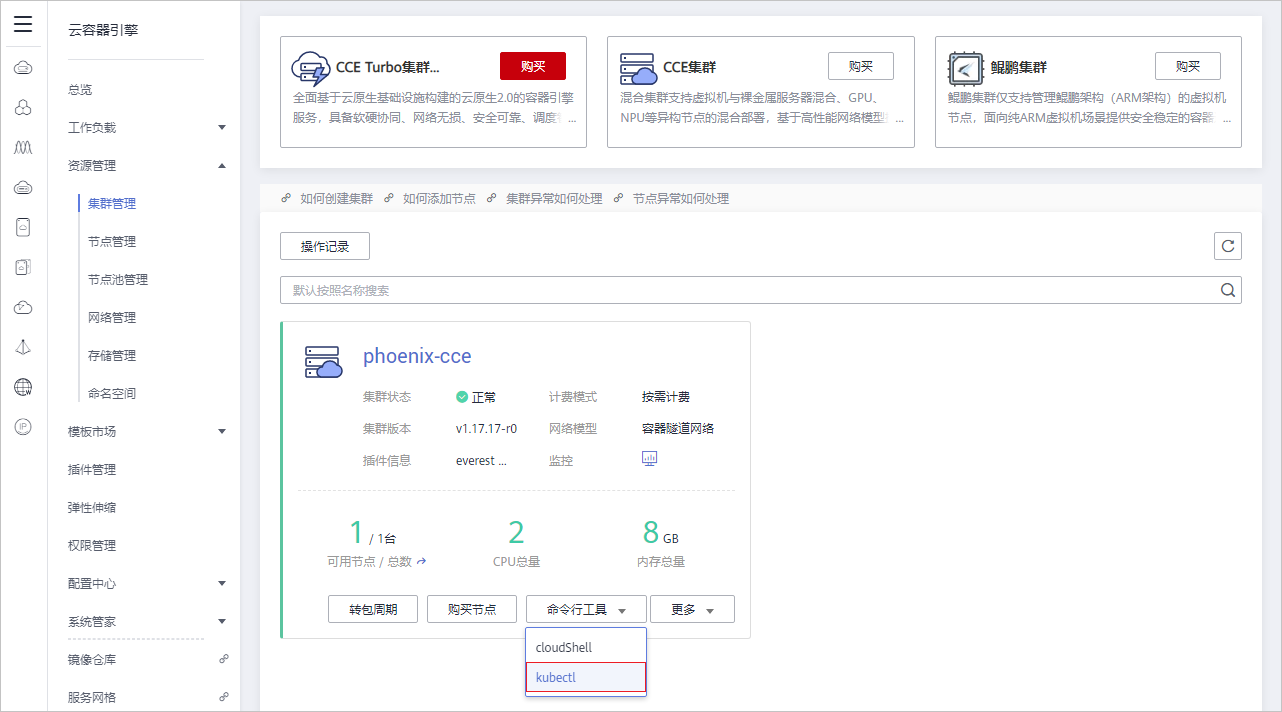 云容器引擎
总览
工作负载
资源管理
集群管理
节点管理
节点池管理
网络管理
存储管理
命名空间
模板市场
插件管理
弹性伸缩
权限管理
配置中心
系统管家
镜像仓库
服务网格
IP
CCE Turbo集群...
购买
全面基于云原生基础设施构建的云原生2.0的容器引擎
服务，具备软硬协同、网络无损、安全可靠、调度 ...
CCE集群
购买
混合集群支持虚拟机与裸金属服务器混合、GPU、
NPU等异构节点的混合部署，基于高性能网络模型 ...
鲲鹏集群
购买
鲲鹏集群仅支持管理鲲鹏架构（ARM架构）的虚拟机
节点，面向纯ARM虚拟机场景提供安全稳定的容器 ...
如何创建集群 如何添加节点 集群异常如何处理 节点异常如何处理
操作记录
默认按照名称搜索
phoenix-cce
集群状态 正常 计费模式 按需计费
集群版本 v1.17.17-r0 网络模型 容器隧道网络
插件信息 everest ... 监控
1 / 1台 2 8 GB
可用节点 / 总数 CPU总量 内存总量
转包周期 购买节点 命令行工具 更多
cloudShell
kubectl